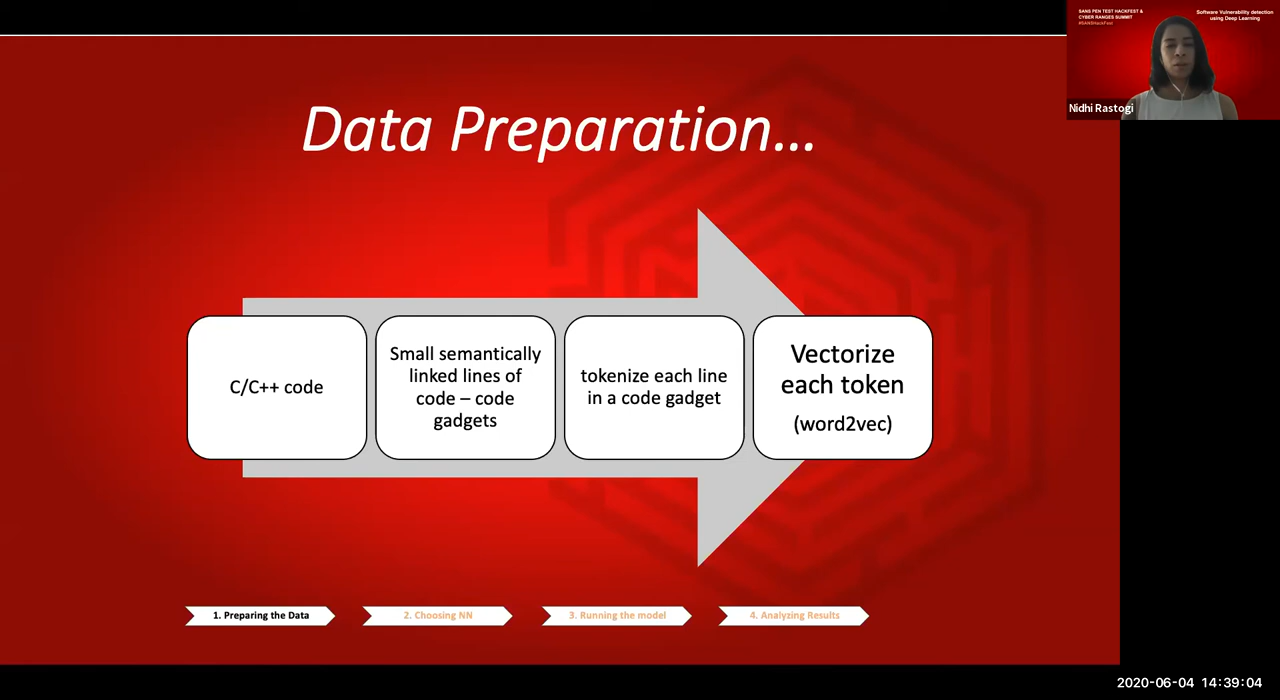 SANS PEN TEST HACKFEST &
CYBER RANGES SUMMIT
#SANSHackFest
Software Vulnerability detection
using Deep Learning
Nidhi Rastogi
Data Preparation...
C/C++ code
Small semantically
linked lines of
code – code
gadgets
tokenize each line
in a code gadget
Vectorize
each token
(word2vec)
1. Preparing the Data
2. Choosing NN
3. Running the model
4. Analyzing Results
2020-06-04 14:39:04